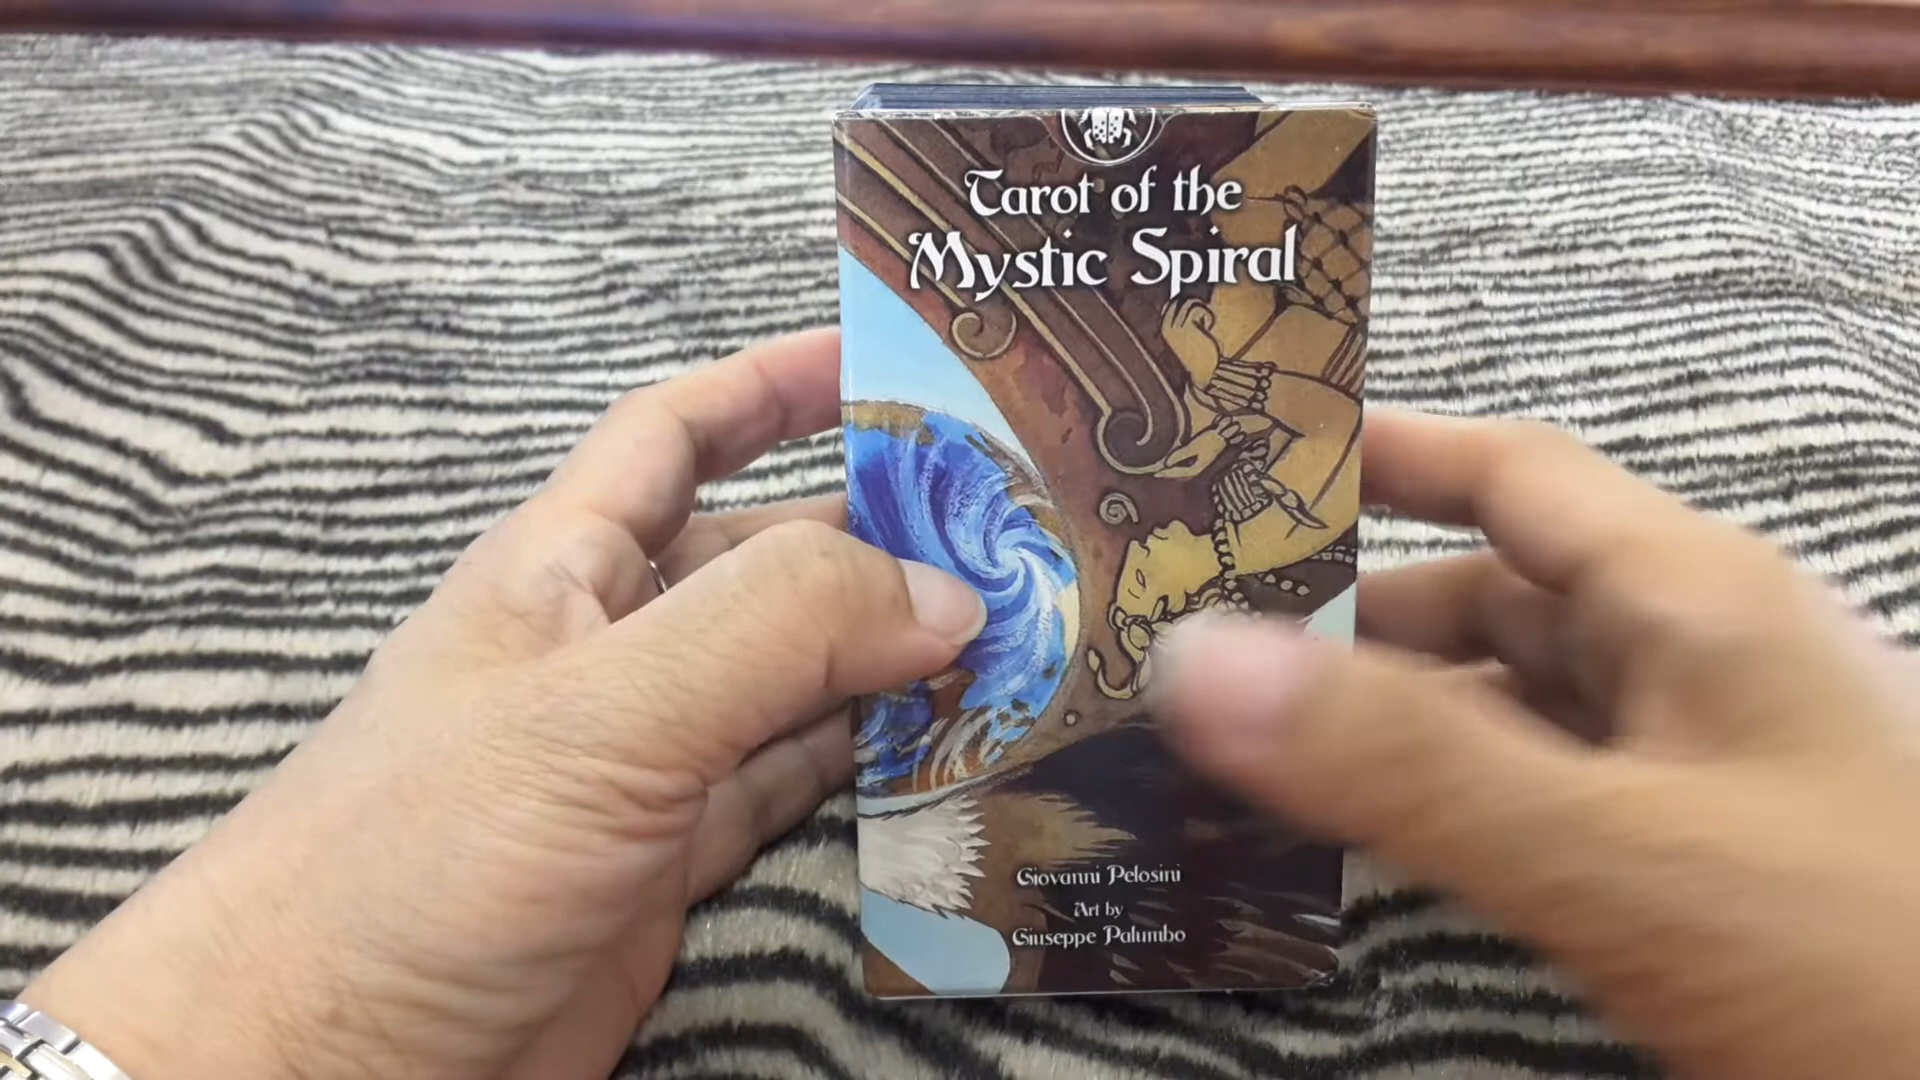 Tarot of the
Mystic Spiral
Giovanni Pelosini
Art by
Giuseppe Palumbo